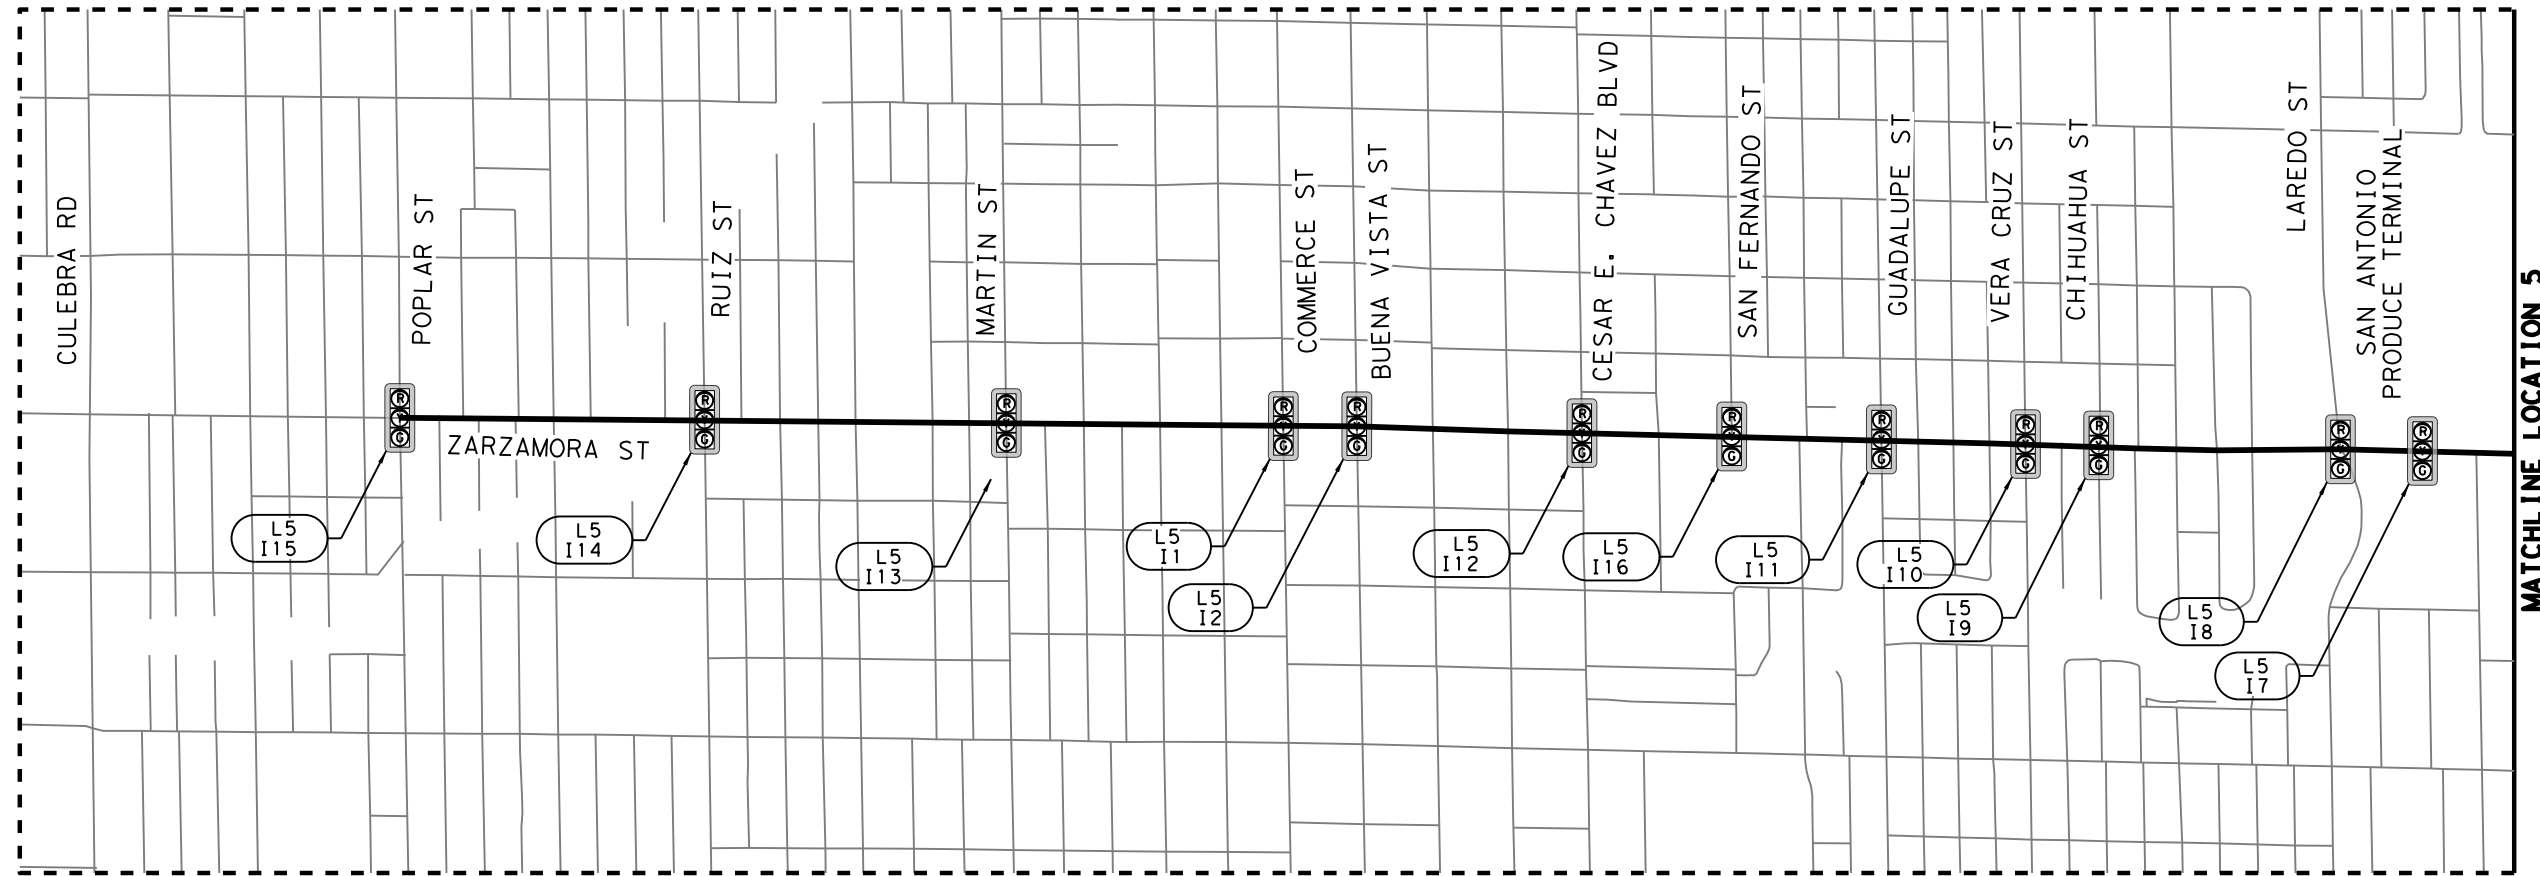 CULEBRA RD
POPLAR ST
RUIZ ST
MARTIN ST
COMMERCE ST
BUENA VISTA ST
CESAR E. CHAVEZ BLVD
SAN FERNANDO ST
GUADALUPE ST
VERA CRUZ ST
CHIHUAHUA ST
LAREDO ST
SAN ANTONIO
PRODUCE TERMINAL
MATCHLINE LOCATION 5
R
Y
G
R
Y
G
R
Y
G
R
Y
G
R
Y
G
R
Y
G
R
Y
G
R
Y
G
R
Y
G
R
Y
G
R
Y
G
R
Y
G
ZARZAMORA ST
L5
I15
L5
I14
L5
I13
L5
I1
L5
I2
L5
I12
L5
I16
L5
I11
L5
I10
L5
I9
L5
I8
L5
I7